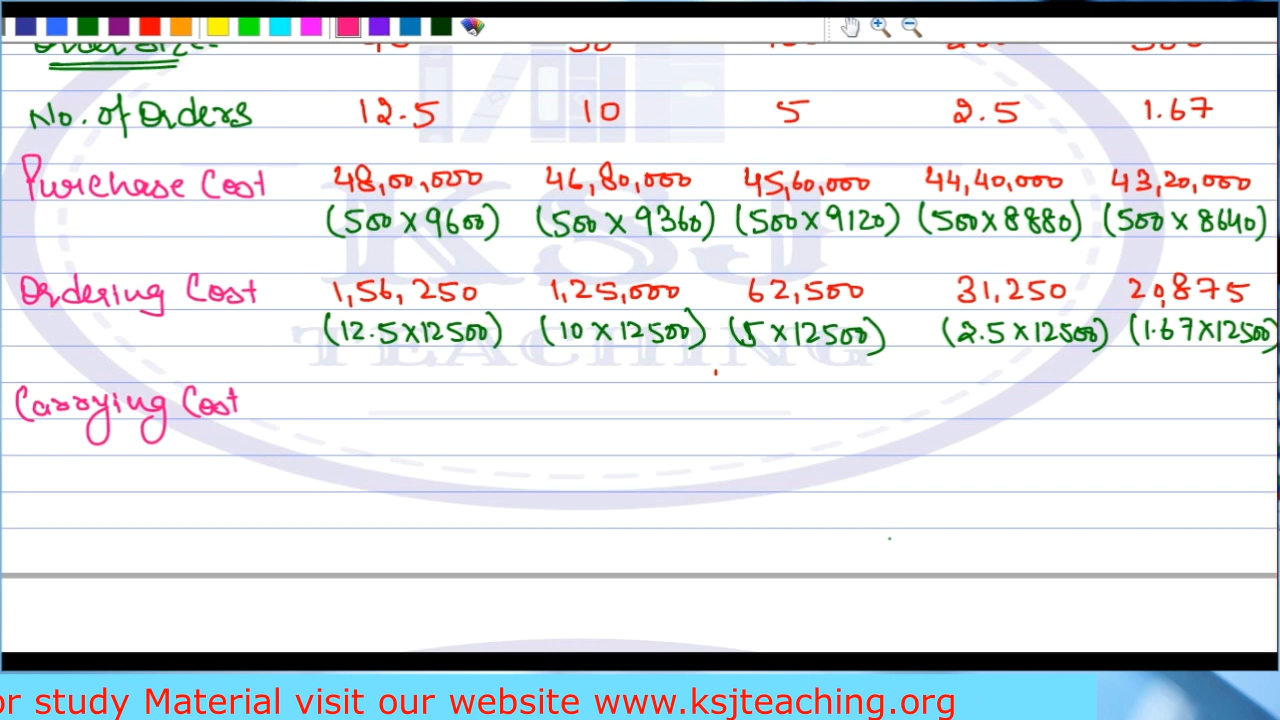 Order Size
No. of Orders 12.5 10 5 2.5 1.67
Purchase Cost 48,00,000 46,80,000 45,60,000 44,40,000 43,20,000
(500 X 9600) (500 X 9360) (500 X 9120) (500 X 8880) (500 X 8640)
KSJ
Ordering Cost 1,56,250 1,25,000 62,500 31,250 20,875
(12.5 X 12500) (10 X 12500) (5 X 12500) (2.5 X 12500) (1.67 X 12500)
TEACHING
Carrying Cost
or study Material visit our website www.ksjteaching.org